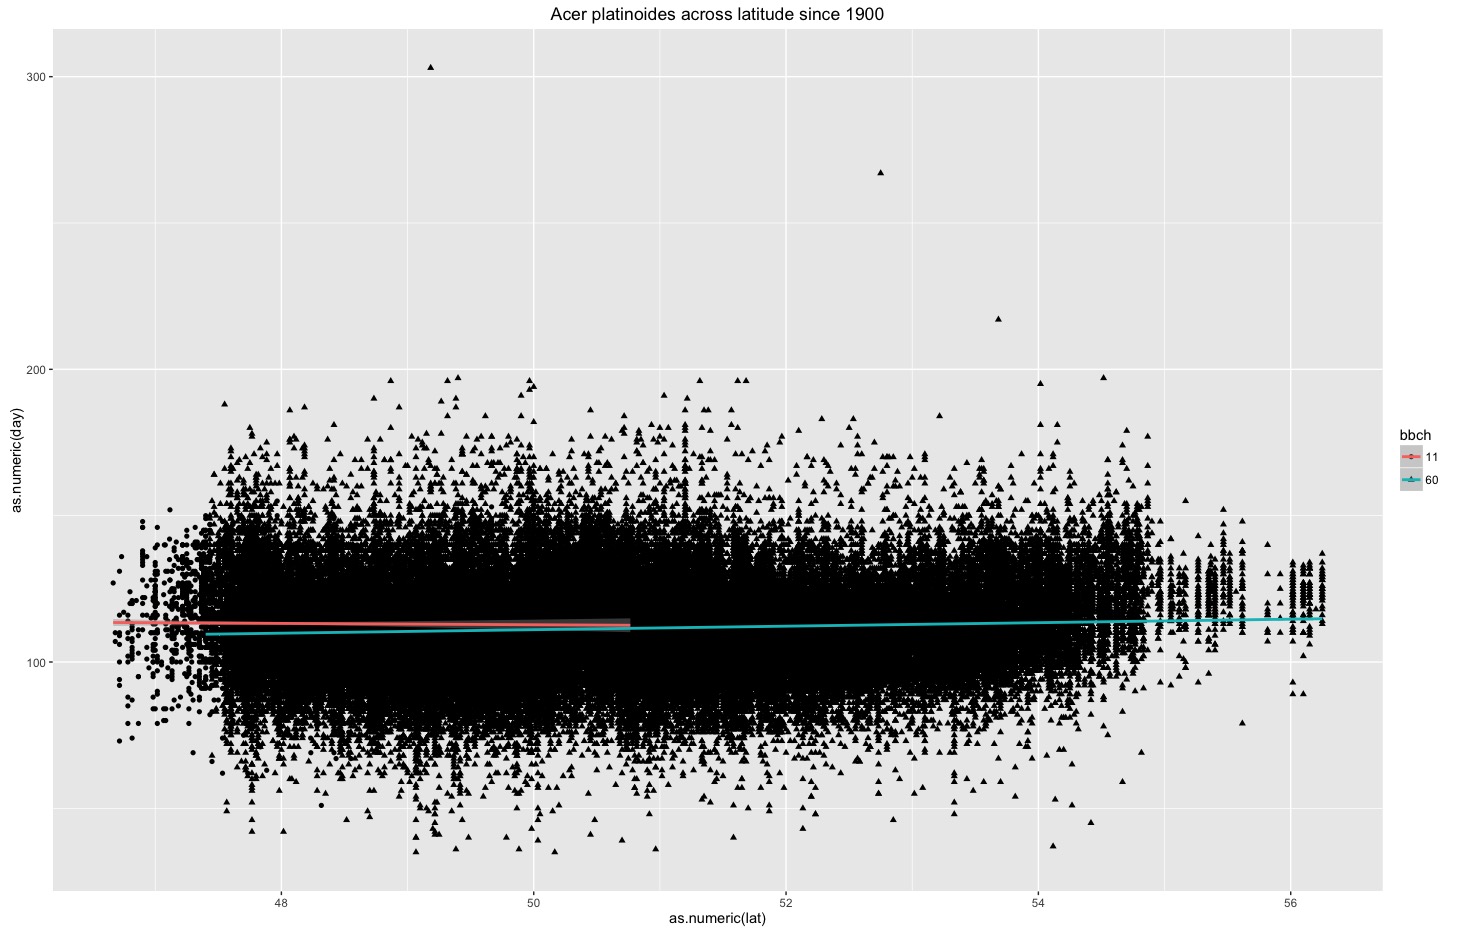 Acer platinoides across latitude since 1900
300
200
100
as.numeric(day)
48
50
52
54
56
as.numeric(lat)
bbch
11
60